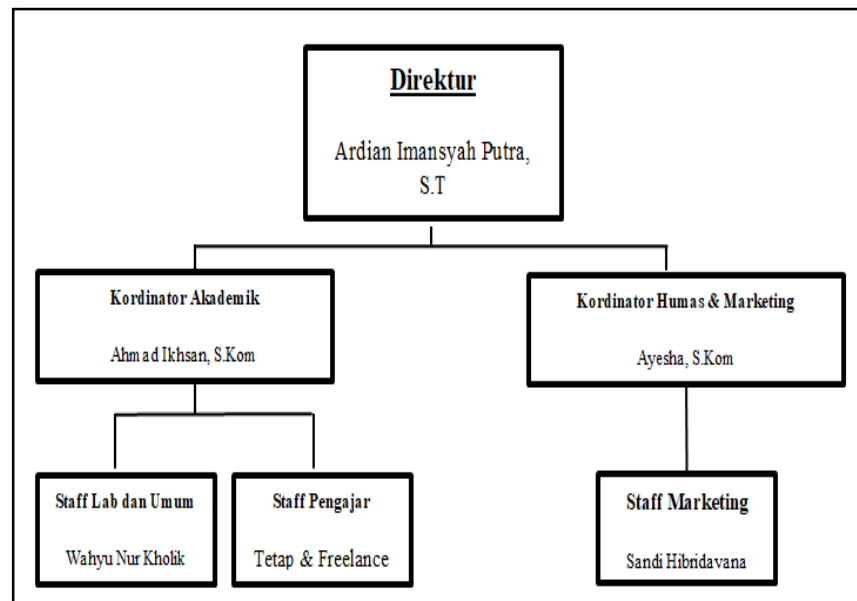 Direktur
Ardian Imansyah Putra,
S.T
Kordinator Akademik
Ahmad Ikhsan, S.Kom
Kordinator Humas & Marketing
Ayesha, S.Kom
Staff Lab dan Umum
Wahyu Nur Kholik
Staff Pengajar
Tetap & Freelance
Staff Marketing
Sandi Hibridavana